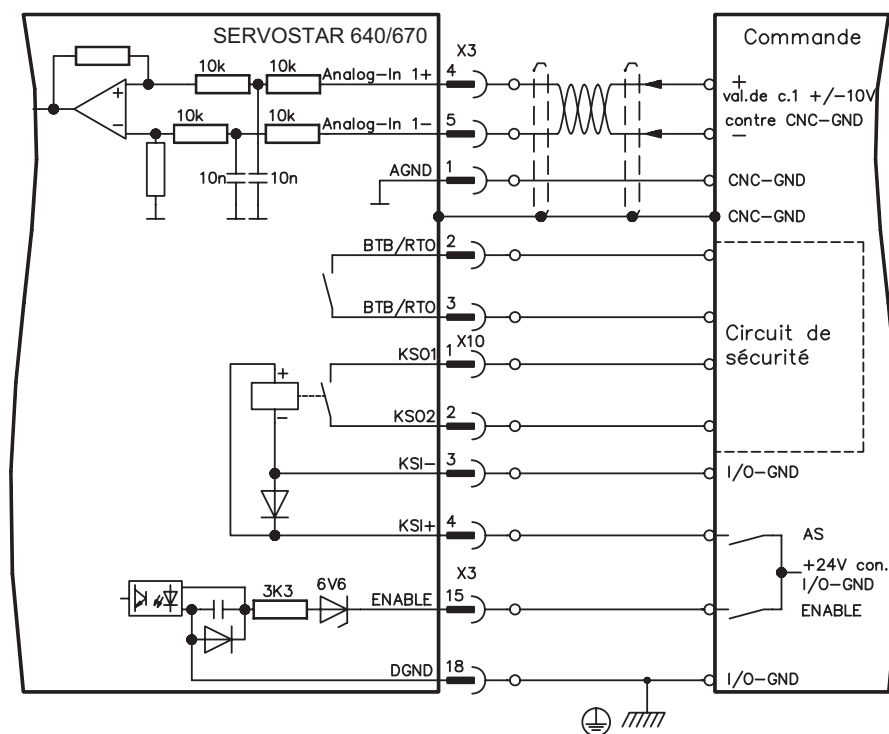 SERVOSTAR 640/670
Commande
X3
10k
10k
Analog-In 1+
4
+
val.de c.1 +/-10V
contre CNC-GND
−
10k
10k
Analog-In 1-
5
+
−
10n
10n
AGND
1
CNC-GND
CNC-GND
BTB/RTO
2
BTB/RTO
3
Circuit de
sécurité
X10
KSO1
1
+
−
KSO2
2
KSI-
3
I/O-GND
KSI+
4
AS
+24V con.
I/O-GND
X3
3K3
6V6
ENABLE
15
ENABLE
DGND
18
I/O-GND